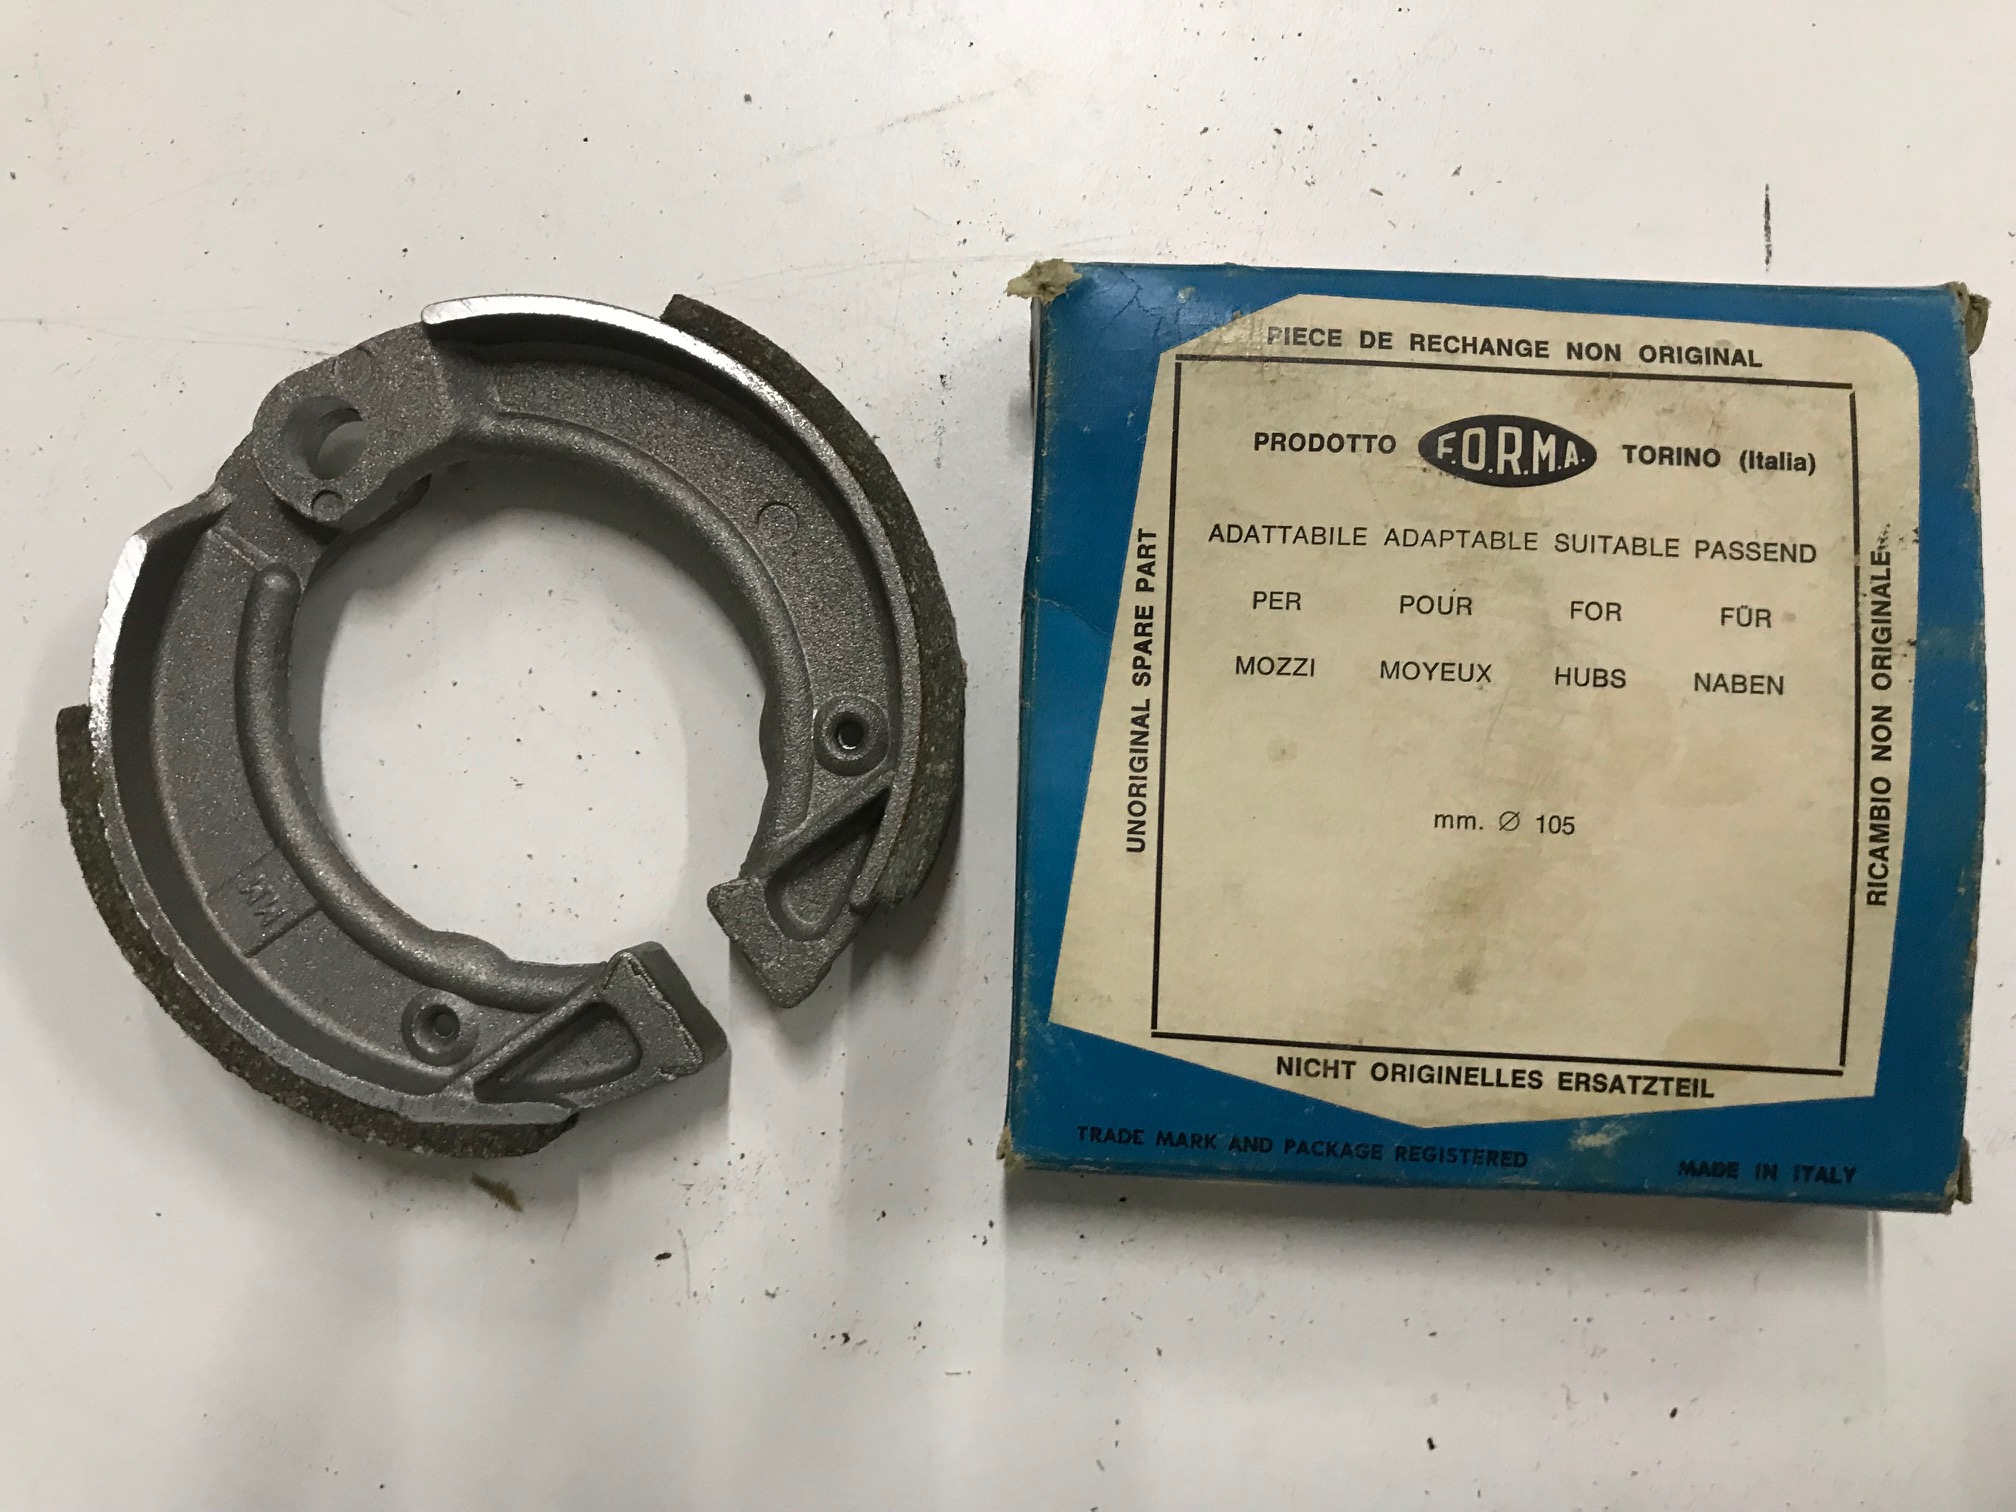 PIECE DE RECHANGE NON ORIGINAL
PRODOTTO F.O.R.M.A. TORINO (Italia)
ADATTABILE ADAPTABLE SUITABLE PASSEND
PER POUR FOR FÜR
MOZZI MOYEUX HUBS NABEN
mm. Ø 105
UNORIGINAL SPARE PART
RICAMBIO NON ORIGINALE
NICHT ORIGINELLES ERSATZTEIL
TRADE MARK AND PACKAGE REGISTERED
MADE IN ITALY